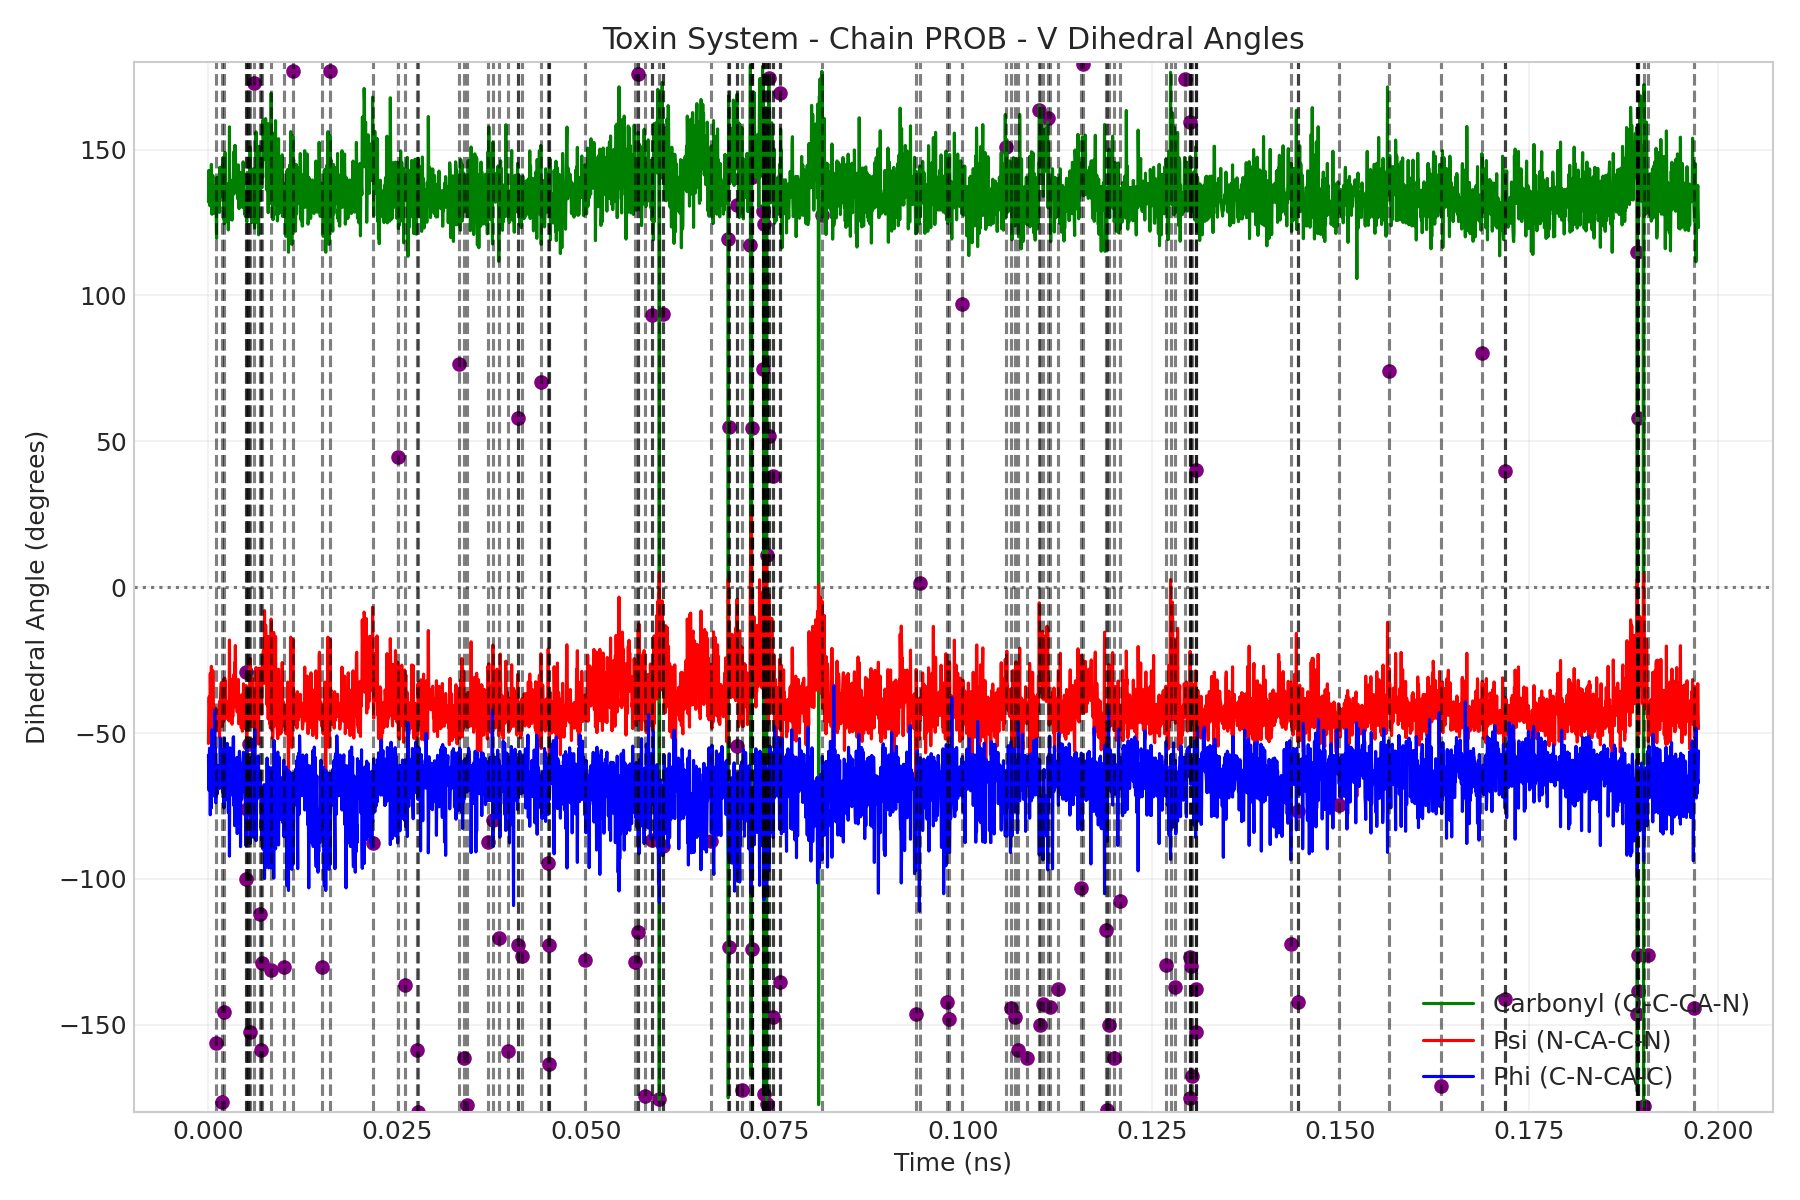 Toxin System - Chain PROB - V Dihedral Angles
Dihedral Angle (degrees)
150
100
50
0
−50
−100
−150
Carbonyl (O-C-CA-N)
Psi (N-CA-C-N)
Phi (C-N-CA-C)
0.000 0.025 0.050 0.075 0.100 0.125 0.150 0.175 0.200
Time (ns)